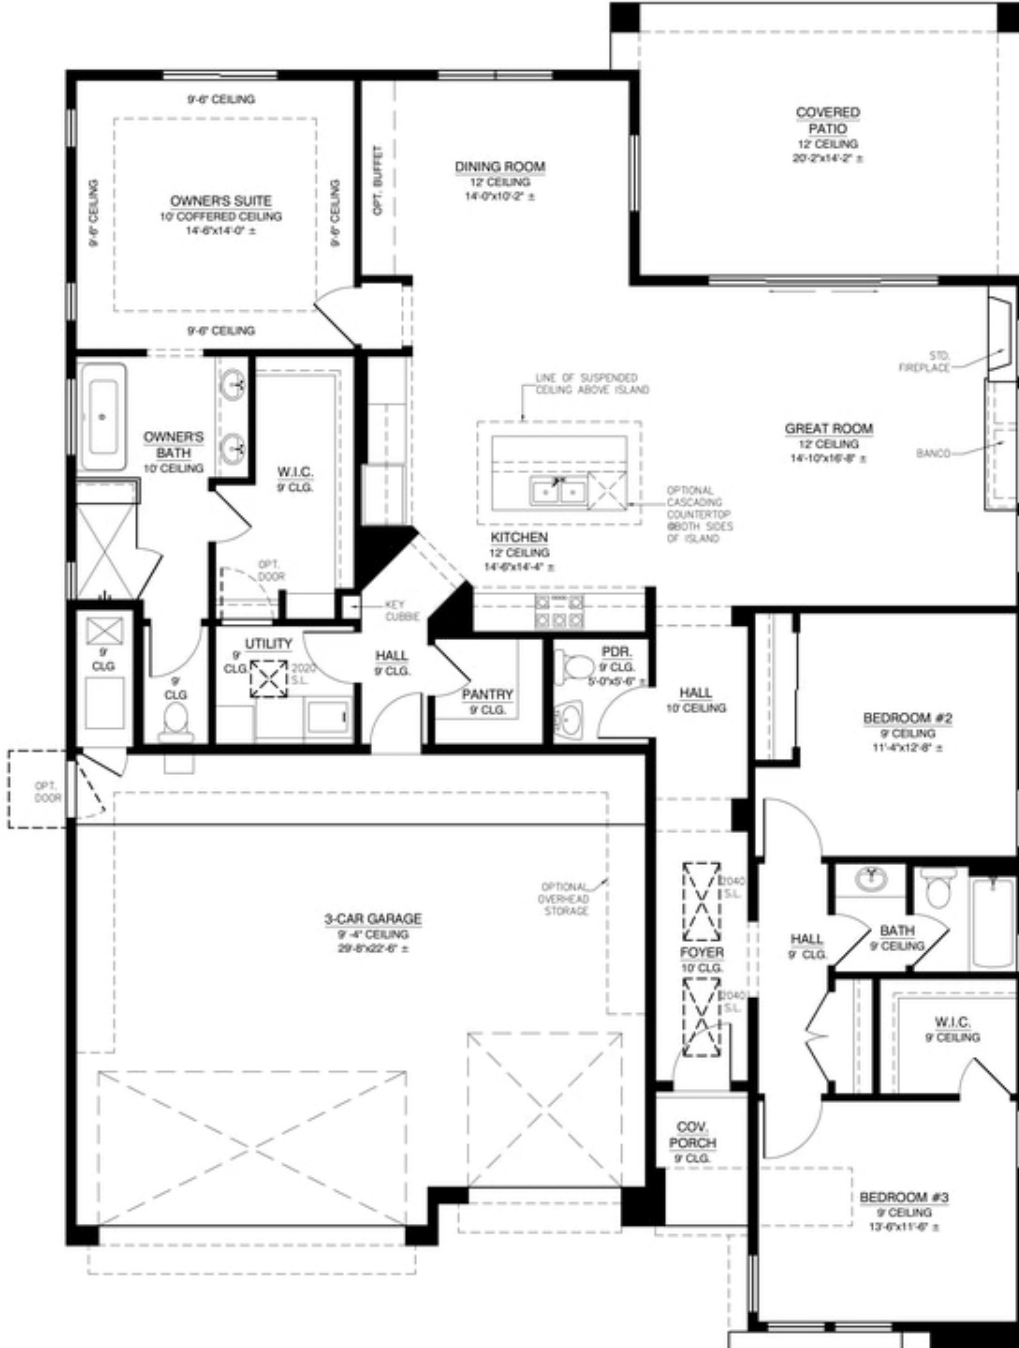 COVERED
PATIO
12' CEILING
20'-2"x14'-2" ±
9'-6" CEILING
9'-6" CEILING
OWNER'S SUITE
10' COFFERED CEILING
14'-6"x14'-0" ±
9'-6" CEILING
9'-6" CEILING
OPT. BUFFET
DINING ROOM
12' CEILING
14'-0"x10'-2" ±
STD.
FIREPLACE
LINE OF SUSPENDED
CEILING ABOVE ISLAND
GREAT ROOM
12' CEILING
14'-10"x16'-8" ±
BANCO
OWNER'S
BATH
10' CEILING
W.I.C.
9' CLG.
OPTIONAL
CASCADING
COUNTERTOP
@BOTH SIDES
OF ISLAND
KITCHEN
12' CEILING
14'-6"x14'-4" ±
OPT.
DOOR
KEY
CUBBIE
9'
CLG
9'
CLG
UTILITY
9'
CLG.
2020
S.L.
HALL
9' CLG.
PANTRY
9' CLG.
PDR.
9' CLG.
5'-0"x5'-6" ±
HALL
10' CEILING
BEDROOM #2
9' CEILING
11'-4"x12'-8" ±
OPT.
DOOR
3-CAR GARAGE
9'-4" CEILING
29'-8"x22'-6" ±
OPTIONAL
OVERHEAD
STORAGE
2040
S.L.
FOYER
10' CLG.
2040
S.L.
HALL
9' CLG.
BATH
9' CEILING
W.I.C.
9' CEILING
COV.
PORCH
9' CLG.
BEDROOM #3
9' CEILING
13'-6"x11'-6" ±